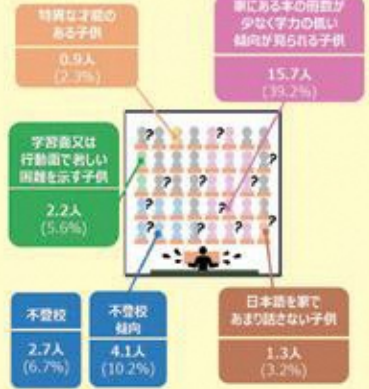 特異な才能の
ある子供
0.9人
(2.3%)
家にある本の冊数が
少なく学力の低い
傾向が見られる子供
15.7人
(39.2%)
学習面又は
行動面で著しい
困難を示す子供
2.2人
(5.6%)
? ? ? ?
?
? ? ?
? ? ?
? ? ?
不登校
2.7人
(6.7%)
不登校
傾向
4.1人
(10.2%)
日本語を家で
あまり話さない子供
1.3人
(3.2%)